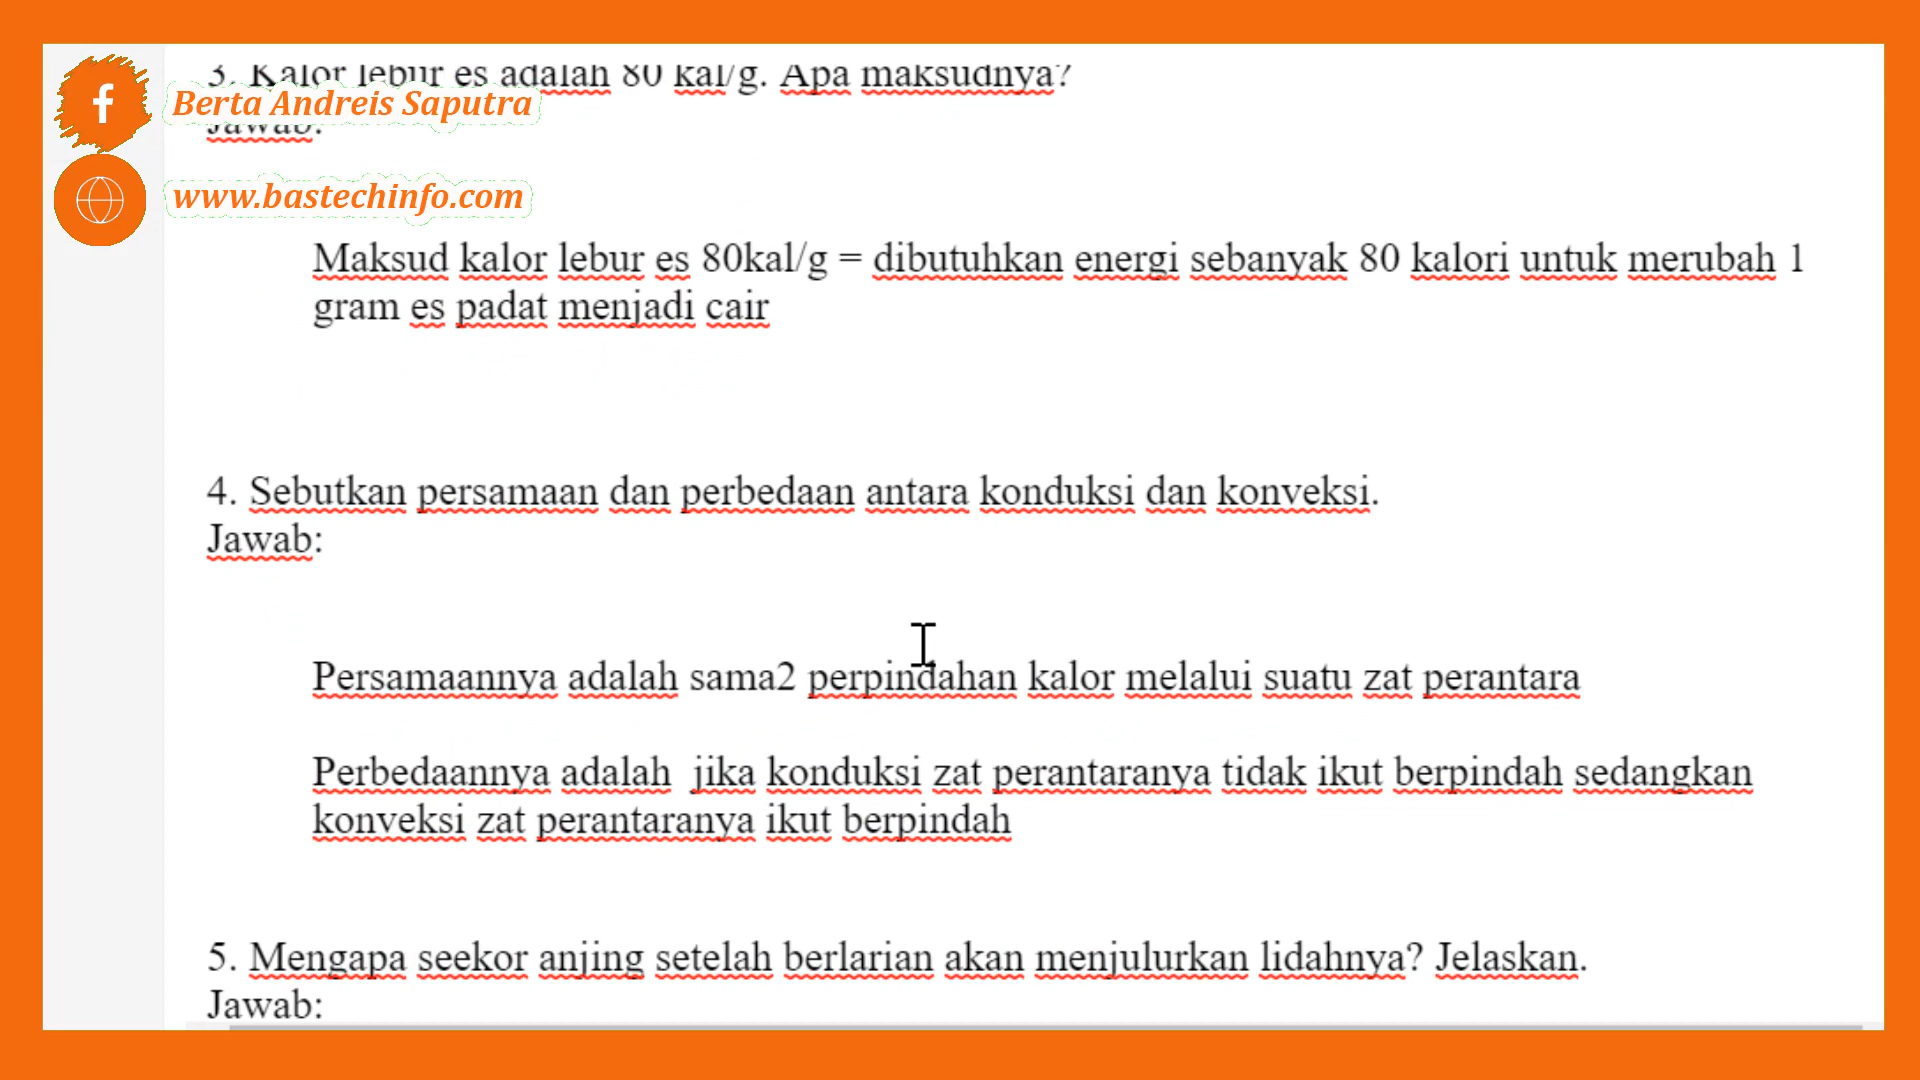 3. Kalor lebur es adalah 80 kal/g. Apa maksudnya?
Berta Andreis Saputra
Jawab:
www.bastechinfo.com
Maksud kalor lebur es 80kal/g = dibutuhkan energi sebanyak 80 kalori untuk merubah 1
gram es padat menjadi cair
4. Sebutkan persamaan dan perbedaan antara konduksi dan konveksi.
Jawab:
Persamaannya adalah sama2 perpindahan kalor melalui suatu zat perantara
Perbedaannya adalah  jika konduksi zat perantaranya tidak ikut berpindah sedangkan
konveksi zat perantaranya ikut berpindah
5. Mengapa seekor anjing setelah berlarian akan menjulurkan lidahnya? Jelaskan.
Jawab: